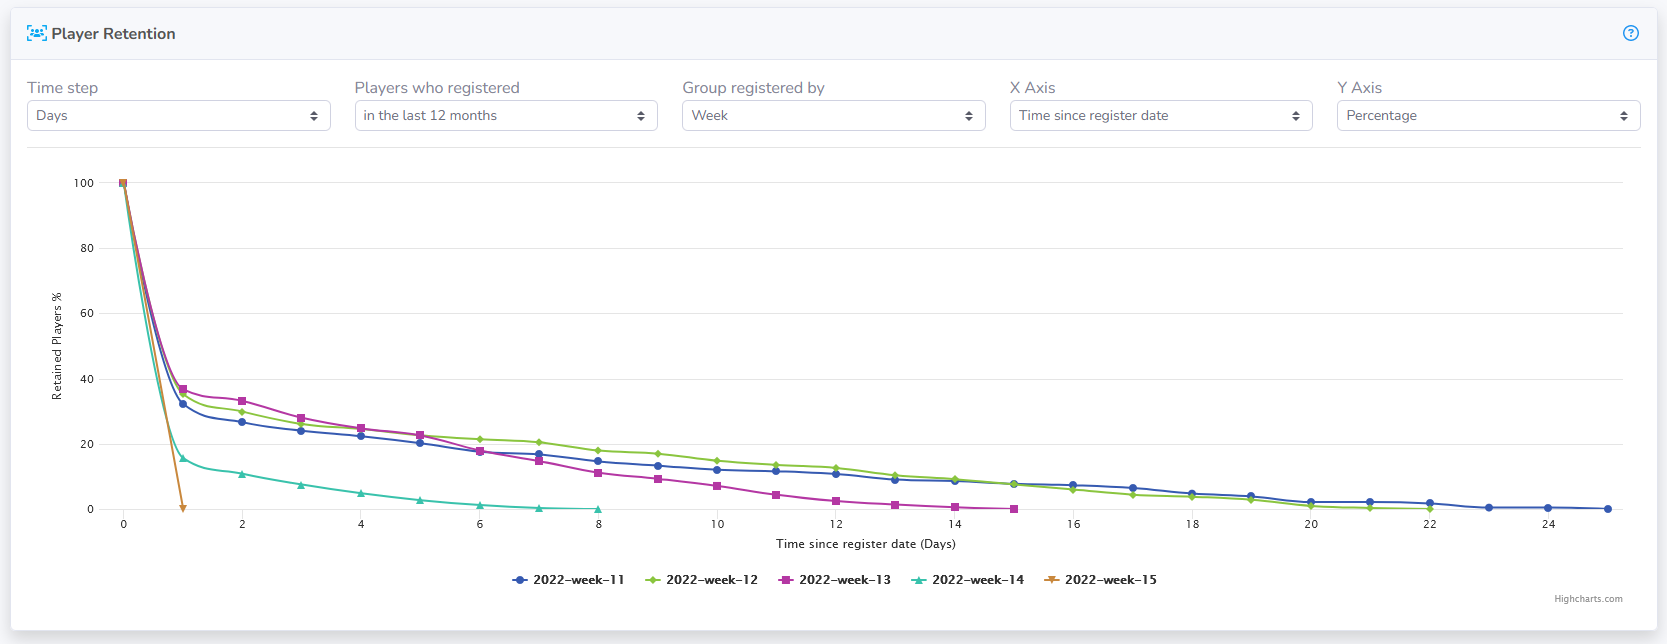 Player Retention
Time step
Players who registered
Group registered by
X Axis
Y Axis
Days
in the last 12 months
Week
Time since register date
Percentage
100
80
60
40
20
0
Retained Players %
0 2 4 6 8 10 12 14 16 18 20 22 24
Time since register date (Days)
2022-week-11 2022-week-12 2022-week-13 2022-week-14 2022-week-15
Highcharts.com